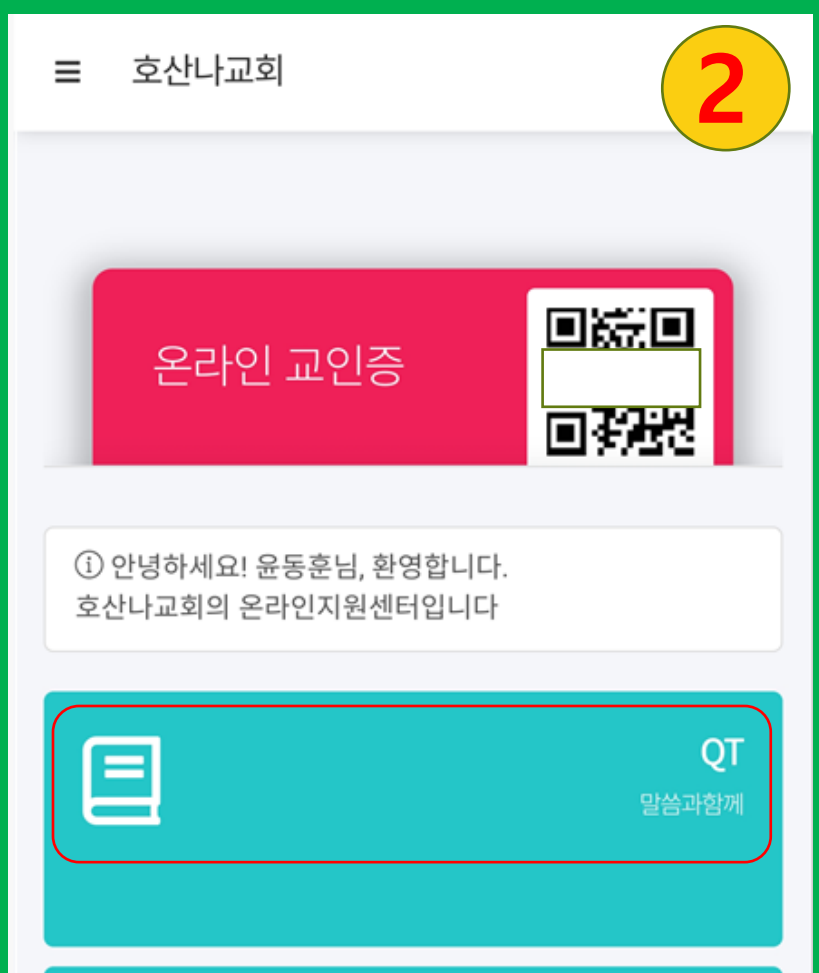 호산나교회
2
온라인 교인증
안녕하세요! 윤동훈님, 환영합니다.
호산나교회의 온라인지원센터입니다
QT
말씀과함께